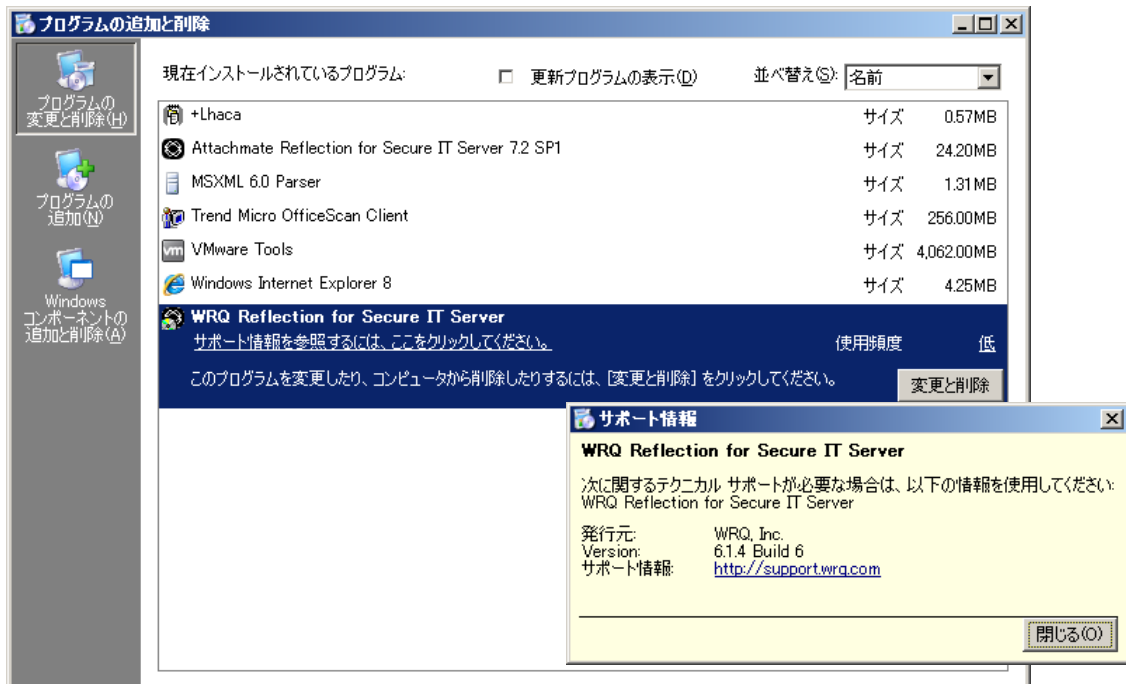 プログラムの追加と削除
プログラムの
変更と削除(H)
プログラムの
追加(N)
Windows
コンポーネントの
追加と削除(A)
現在インストールされているプログラム:
更新プログラムの表示(D)
並べ替え(S): 名前
+Lhaca サイズ 0.57MB
Attachmate Reflection for Secure IT Server 7.2 SP1 サイズ 24.20MB
MSXML 6.0 Parser サイズ 1.31MB
Trend Micro OfficeScan Client サイズ 256.00MB
vm VMware Tools サイズ 4,062.00MB
Windows Internet Explorer 8 サイズ 4.25MB
WRQ Reflection for Secure IT Server
サポート情報を参照するには、ここをクリックしてください。 使用頻度 低
このプログラムを変更したり、コンピュータから削除したりするには、[変更と削除] をクリックしてください。
変更と削除
サポート情報
WRQ Reflection for Secure IT Server
次に関するテクニカル サポートが必要な場合は、以下の情報を使用してください:
WRQ Reflection for Secure IT Server
発行元: WRQ, Inc.
Version: 6.1.4 Build 6
サポート情報: http://support.wrq.com
閉じる(O)